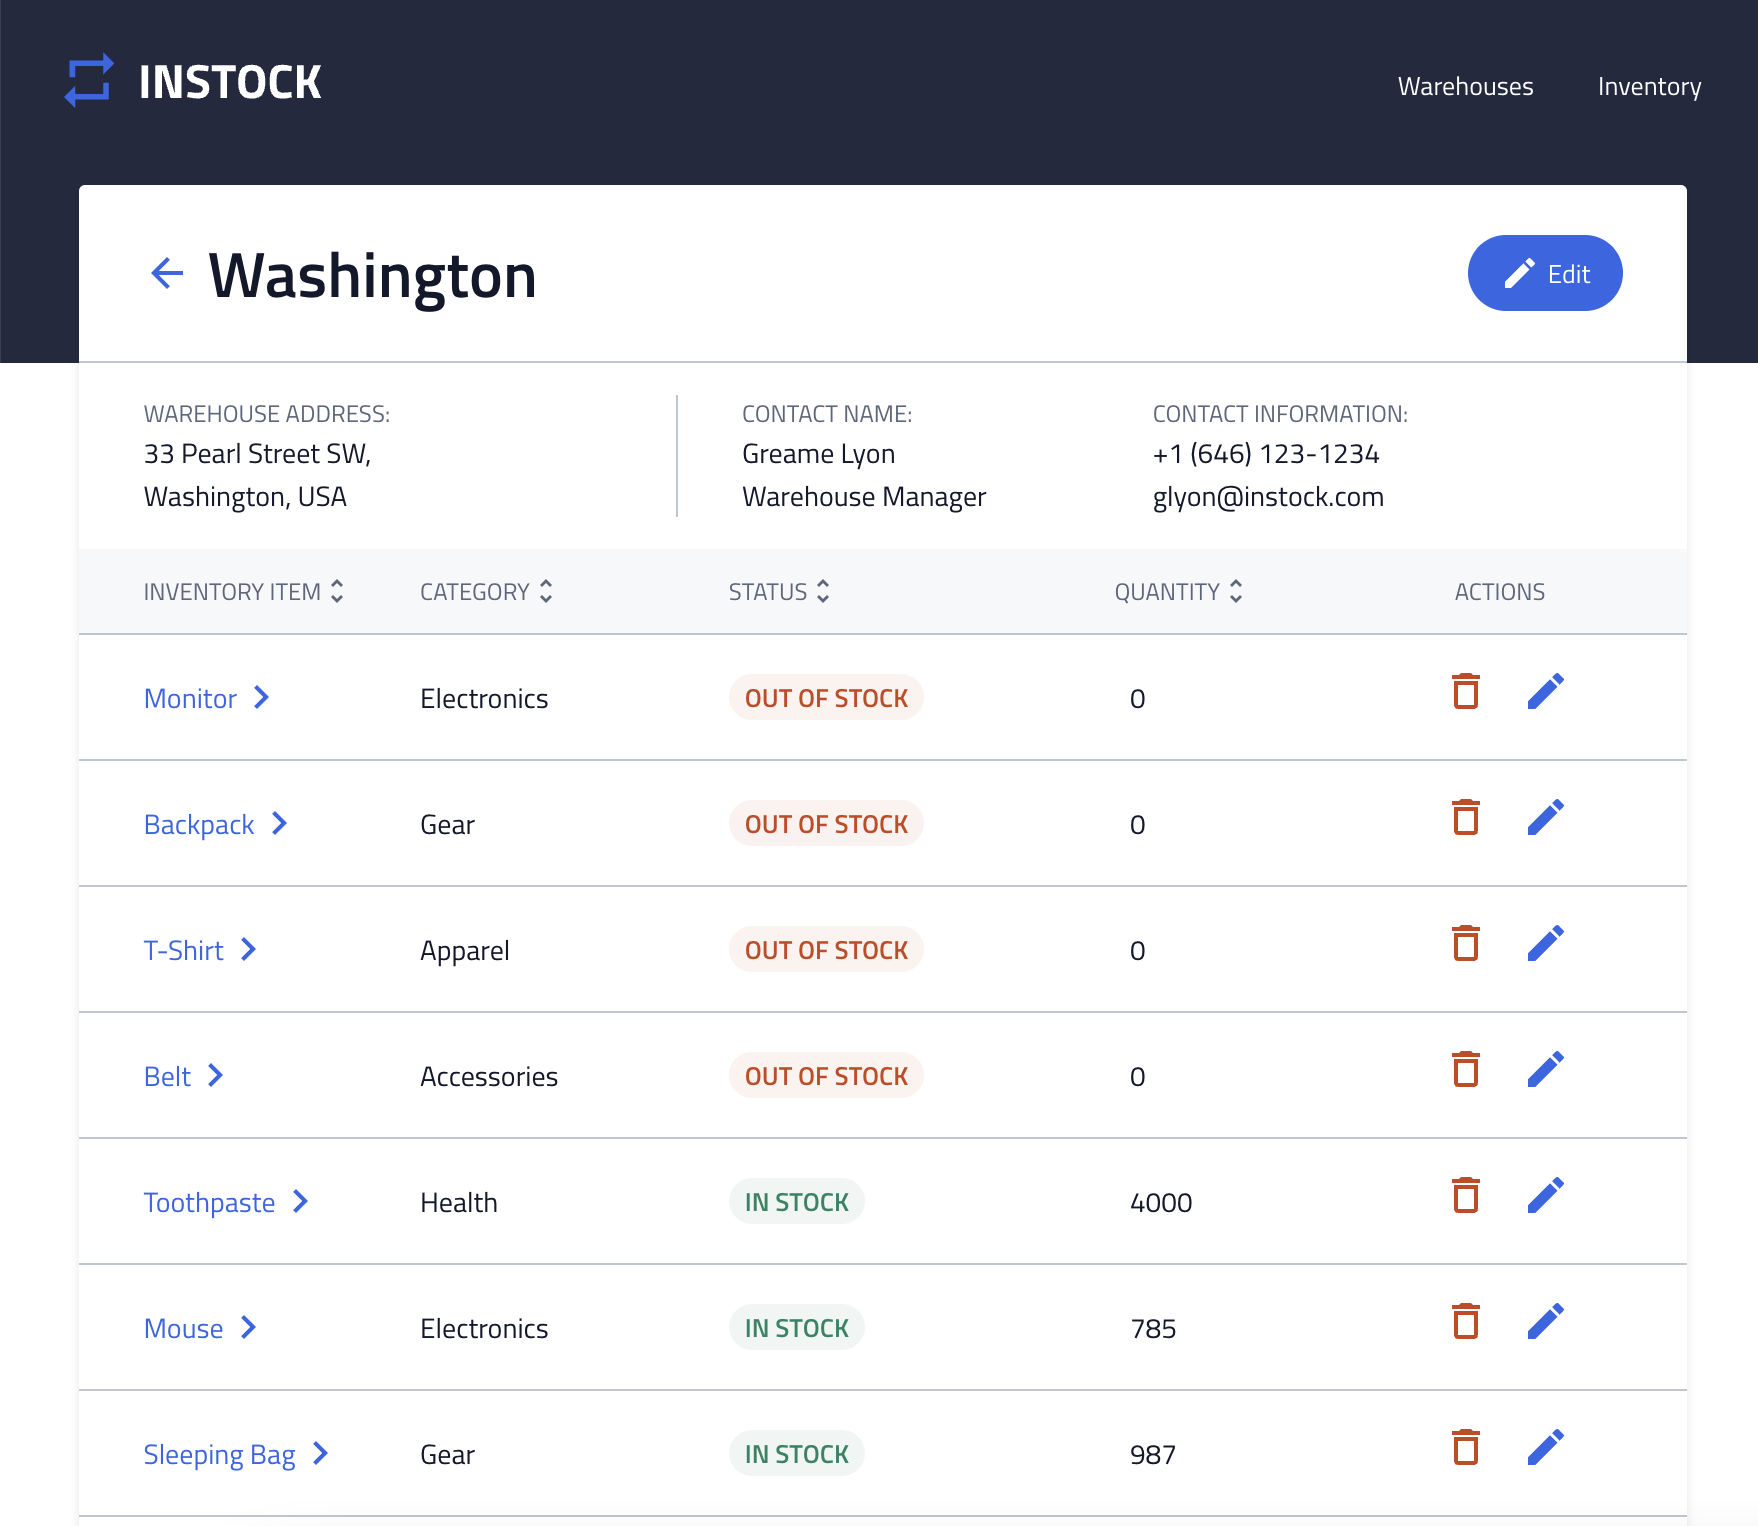 INSTOCK
Warehouses Inventory
Washington
Edit
WAREHOUSE ADDRESS: CONTACT NAME: CONTACT INFORMATION:
33 Pearl Street SW, Greame Lyon +1 (646) 123-1234
Washington, USA Warehouse Manager glyon@instock.com
INVENTORY ITEM CATEGORY STATUS QUANTITY ACTIONS
Monitor Electronics OUT OF STOCK 0
Backpack Gear OUT OF STOCK 0
T-Shirt Apparel OUT OF STOCK 0
Belt Accessories OUT OF STOCK 0
Toothpaste Health IN STOCK 4000
Mouse Electronics IN STOCK 785
Sleeping Bag Gear IN STOCK 987